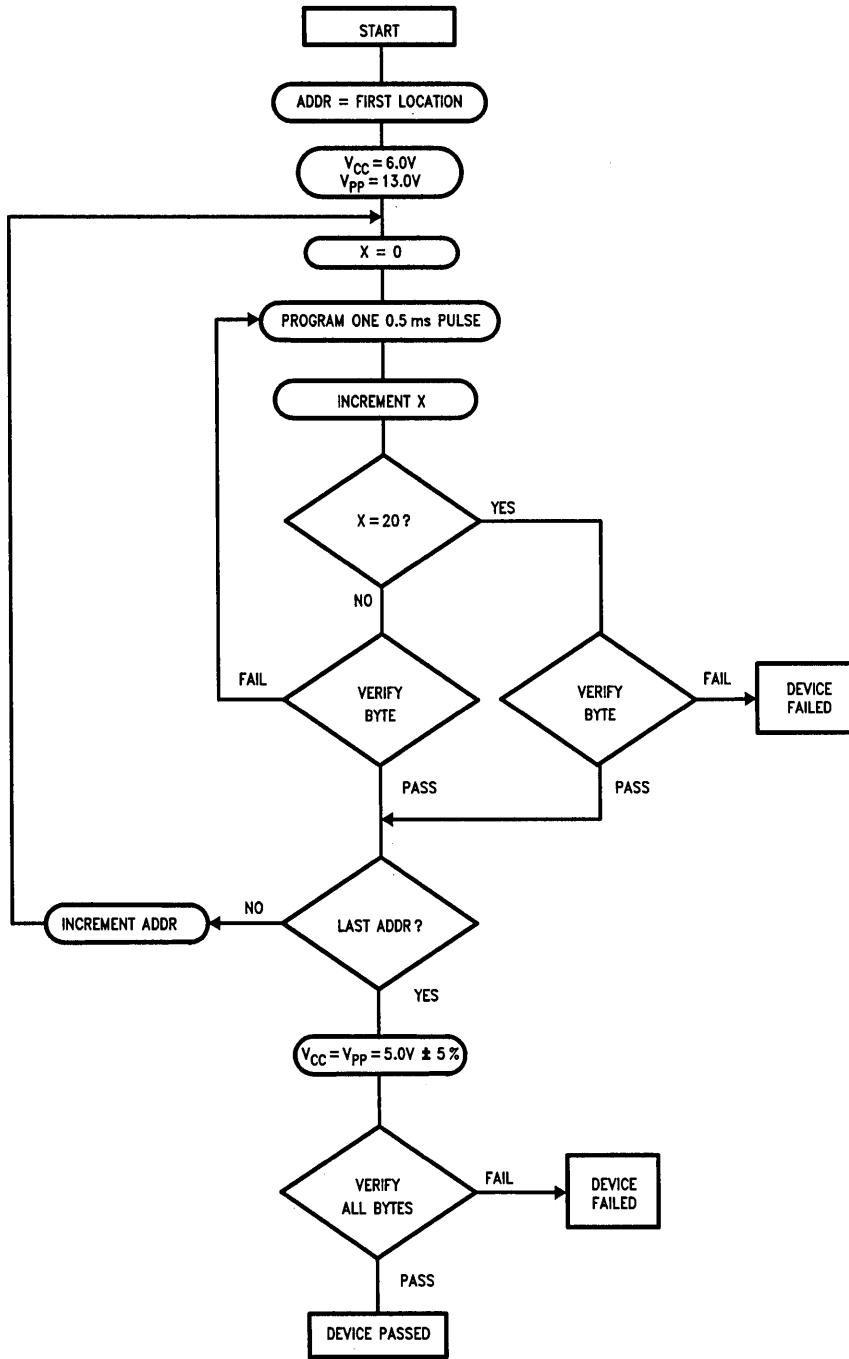 START
ADDR = FIRST LOCATION
VCC = 6.0V
VPP = 13.0V
X = 0
PROGRAM ONE 0.5 ms PULSE
INCREMENT X
X = 20 ?
YES
NO
FAIL
VERIFY
BYTE
VERIFY
BYTE
FAIL
DEVICE
FAILED
PASS
PASS
INCREMENT ADDR
NO
LAST ADDR ?
YES
VCC = VPP = 5.0V ± 5 %
VERIFY
ALL BYTES
FAIL
DEVICE
FAILED
PASS
DEVICE PASSED